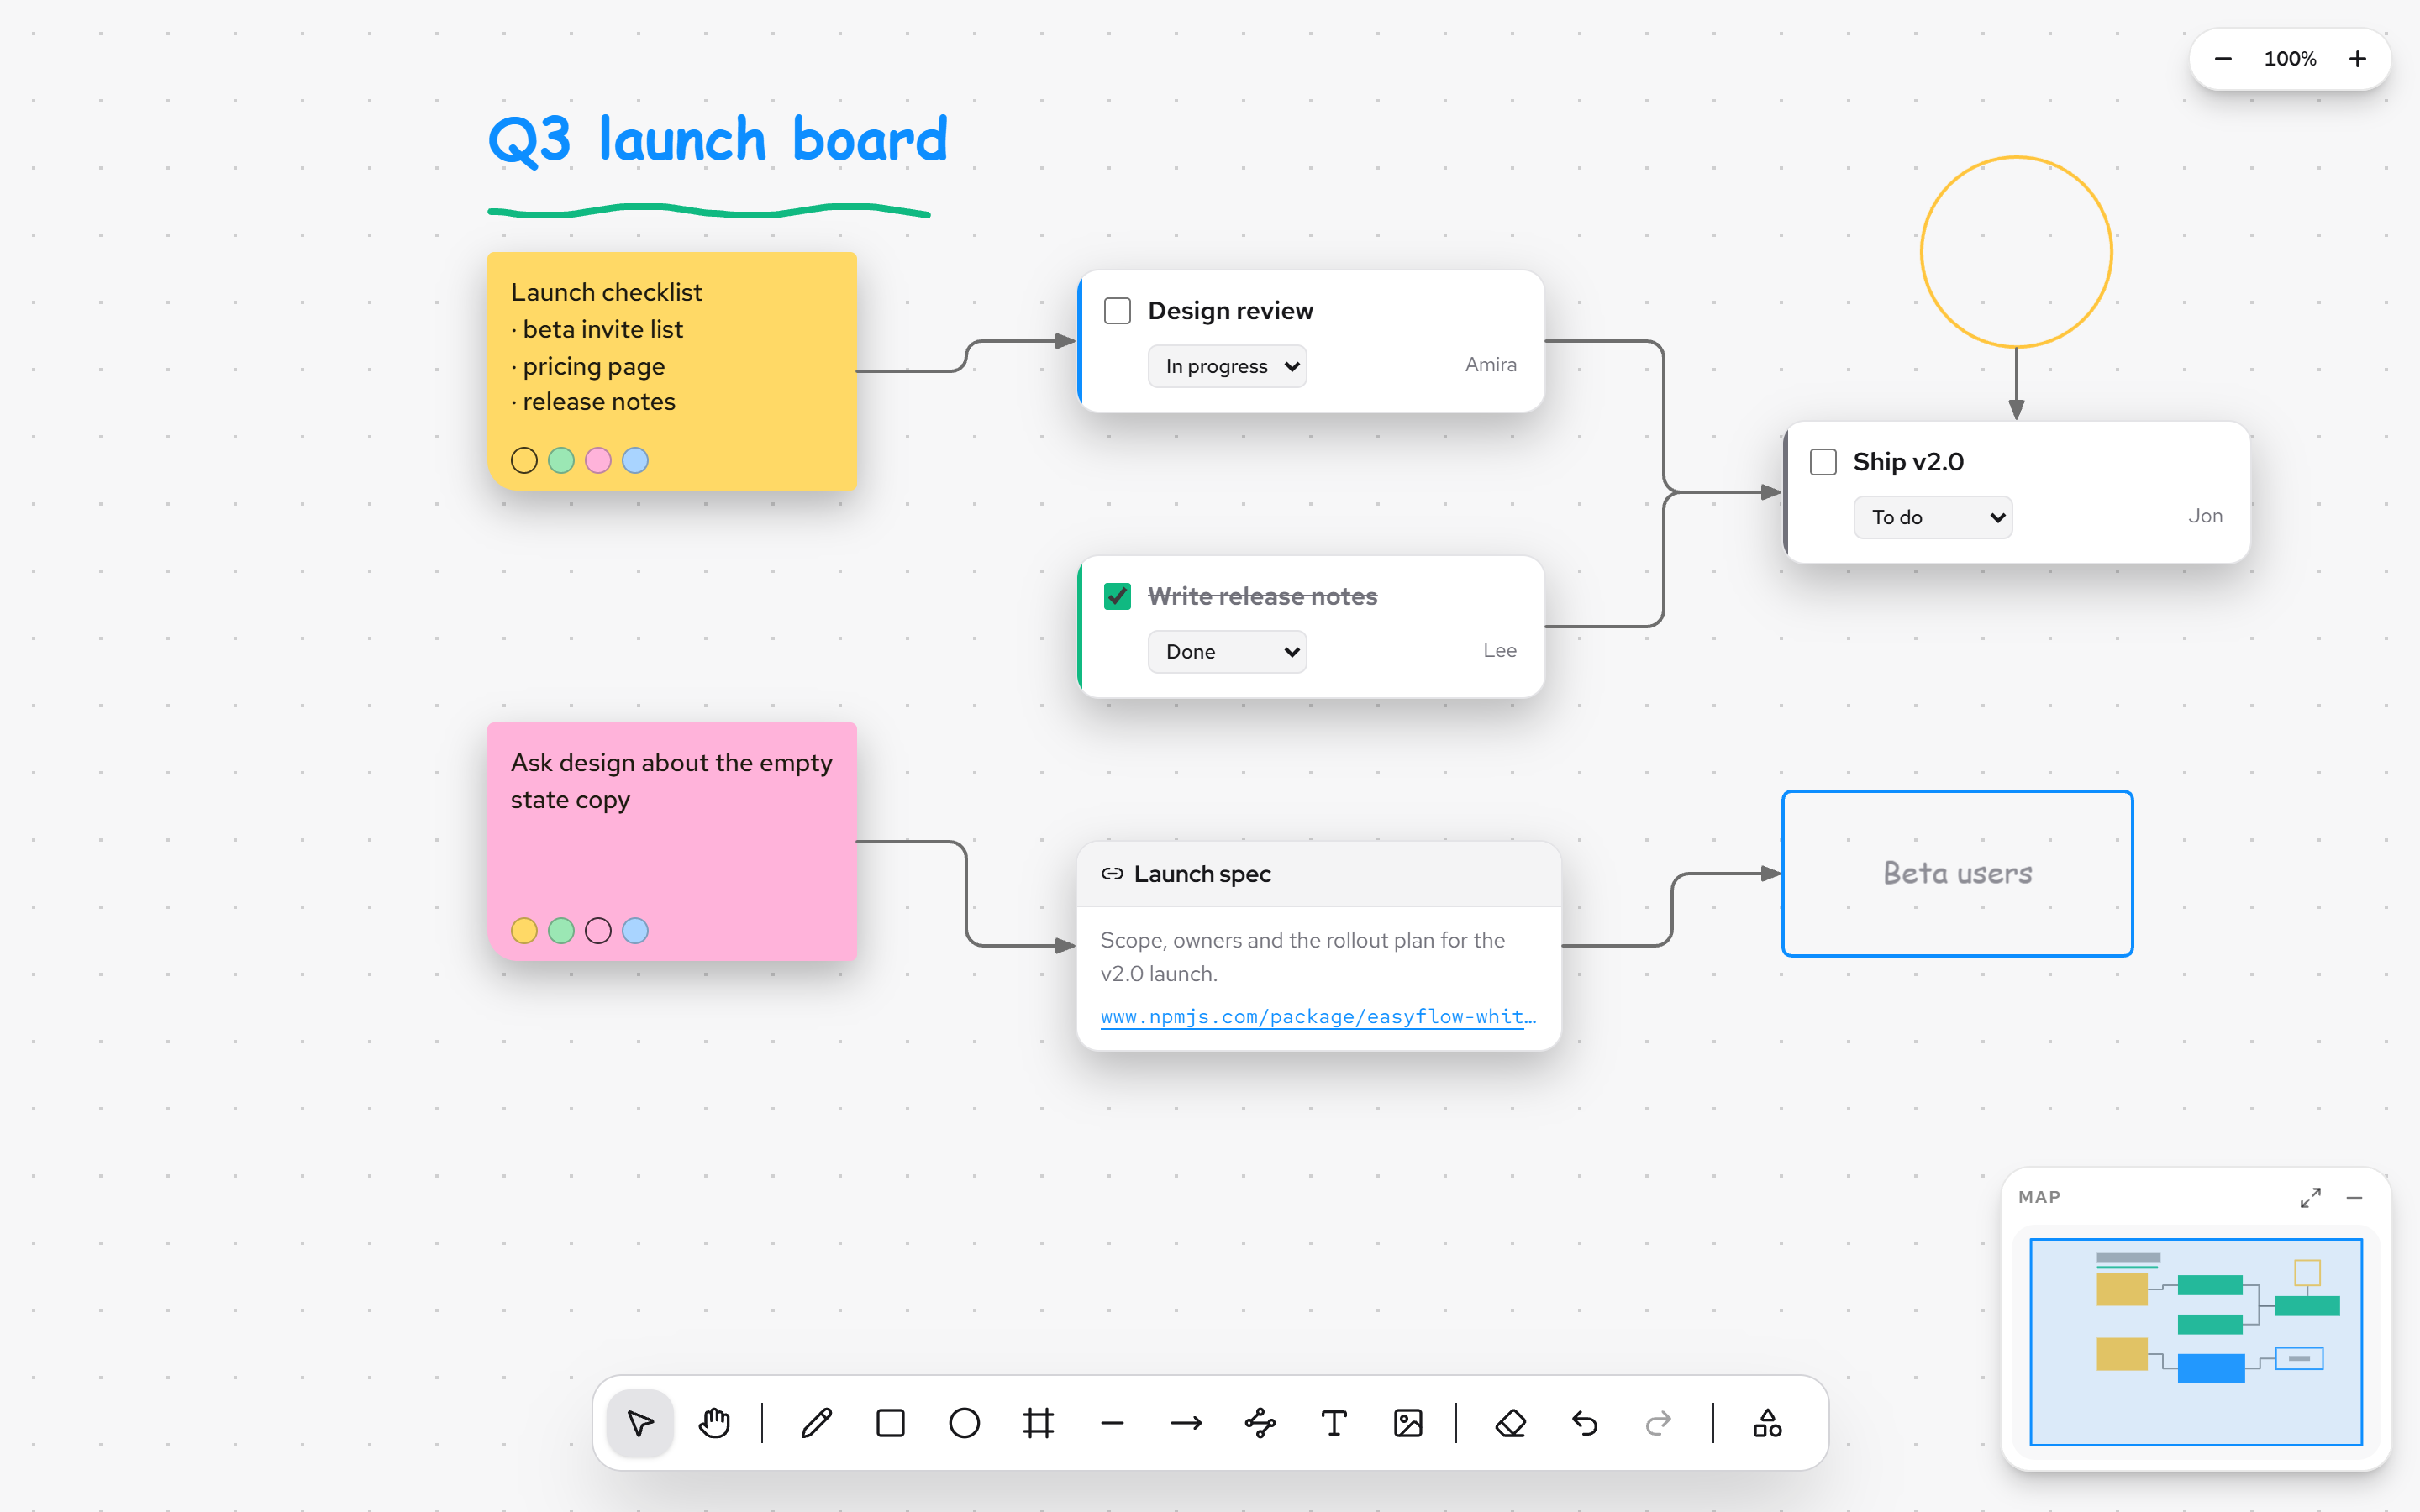 100%
Q3 launch board
Launch checklist
· beta invite list
· pricing page
· release notes
Design review
In progress
Amira
Ship v2.0
To do
Jon
Write release notes
Done
Lee
Ask design about the empty
state copy
Launch spec
Scope, owners and the rollout plan for the
v2.0 launch.
www.npmjs.com/package/easyflow-whit…
Beta users
MAP